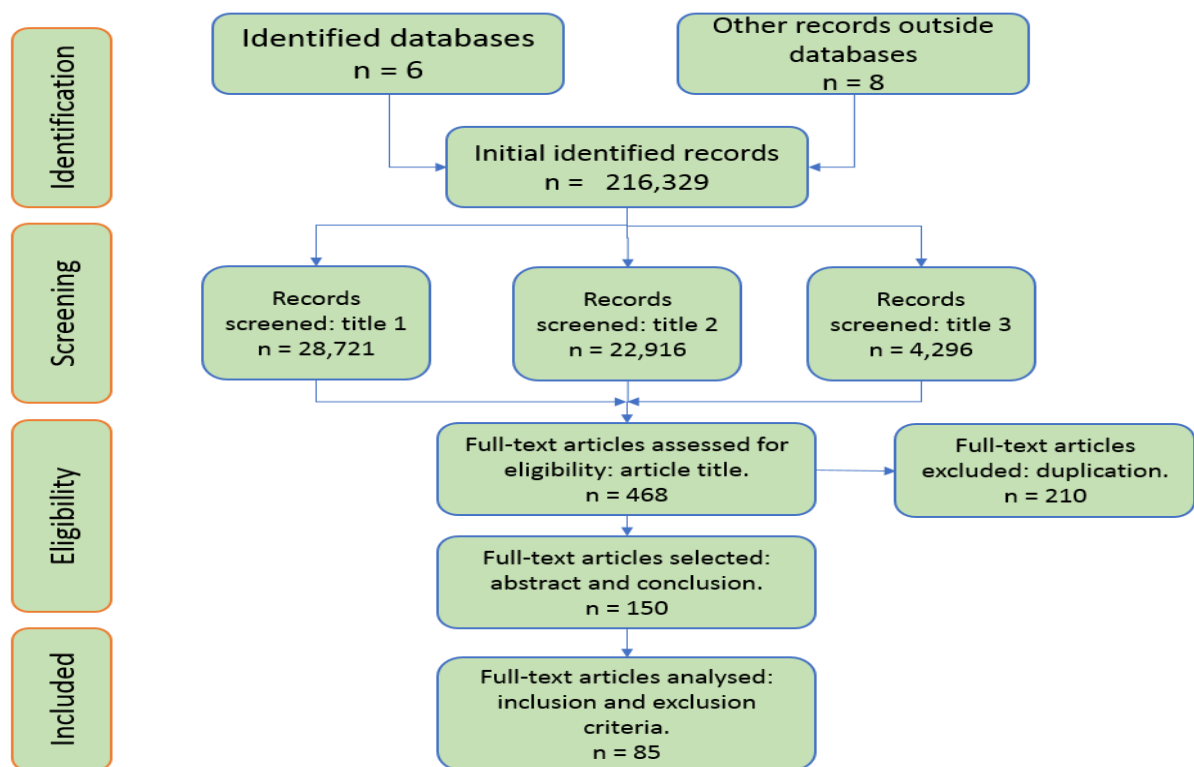 Identification
Identified databases
n = 6
Other records outside
databases
n = 8
Initial identified records
n = 216,329
Screening
Records
screened: title 1
n = 28,721
Records
screened: title 2
n = 22,916
Records
screened: title 3
n = 4,296
Eligibility
Full-text articles assessed for
eligibility: article title.
n = 468
Full-text articles
excluded: duplication.
n = 210
Full-text articles selected:
abstract and conclusion.
n = 150
Included
Full-text articles analysed:
inclusion and exclusion
criteria.
n = 85